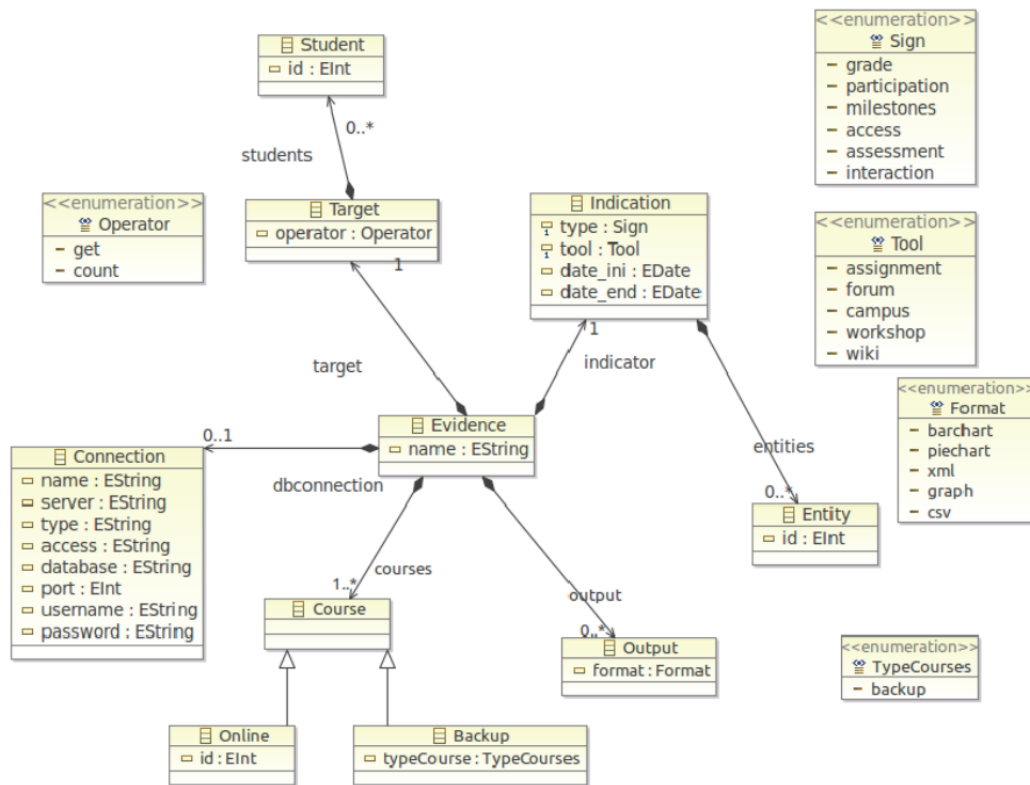 Student
id : EInt
0..*
students
<<enumeration>>
Operator
get
count
Target
operator : Operator
1
Indication
type : Sign
tool : Tool
date_ini : EDate
date_end : EDate
1
<<enumeration>>
Sign
grade
participation
milestones
access
assessment
interaction
<<enumeration>>
Tool
assignment
forum
campus
workshop
wiki
target
indicator
<<enumeration>>
Format
barchart
piechart
xml
graph
csv
Evidence
name : EString
0..1
dbconnection
Connection
name : EString
server : EString
type : EString
access : EString
database : EString
port : EInt
username : EString
password : EString
entities
0..*
Entity
id : EInt
courses
1..*
Course
output
0..*
Output
format : Format
<<enumeration>>
TypeCourses
backup
Online
id : EInt
Backup
typeCourse : TypeCourses